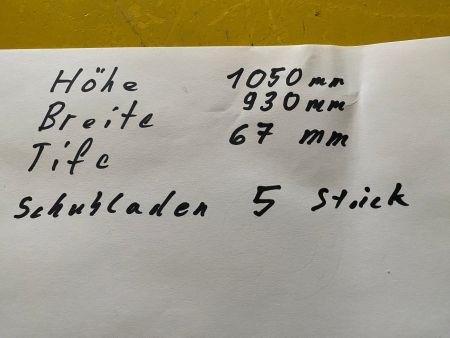 Höhe 1050 mm
Breite 930 mm
Tife 67 mm
Schubladen 5 Stück